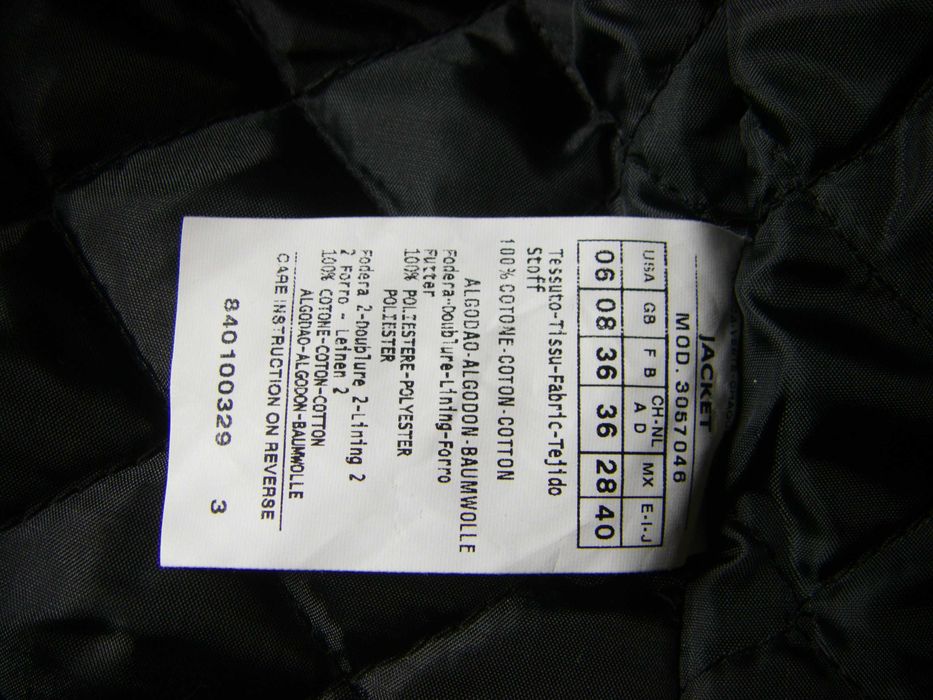 JACKET
MOD. 3057046
USA GB F B CH-NL A D MX E-I-J
06 08 36 36 28 40
Tessuto-Tissu-Fabric-Tejido
Stoff
100% COTONE-COTON-COTTON
ALGODAO-ALGODON-BAUMWOLLE
Fodera-Doublure-Lining-Forro
Futter
100% POLIESTERE-POLYESTER
POLIESTER
Fodera 2-Doublure 2-Lining 2
2 Forro - Leinen 2
100% COTONE-COTON-COTTON
ALGODAO-ALGODON-BAUMWOLLE
CARE INSTRUCTION ON REVERSE
840100329 3